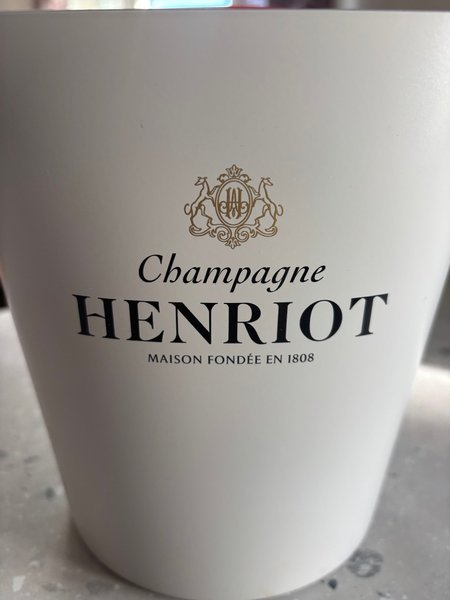 Champagne
HENRIOT
MAISON FONDÉE EN 1808